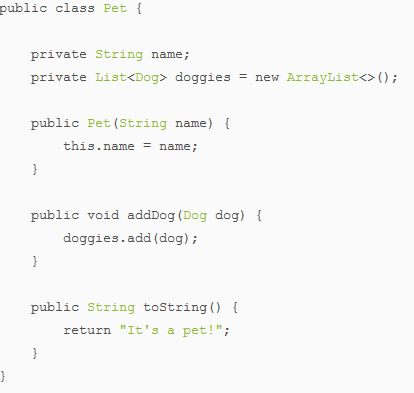 public class Pet {
private String name;
private List<Dog> doggies = new ArrayList<>();
public Pet(String name) {
this.name = name;
}
public void addDog(Dog dog) {
doggies.add(dog);
}
public String toString() {
return "It's a pet!";
}
}